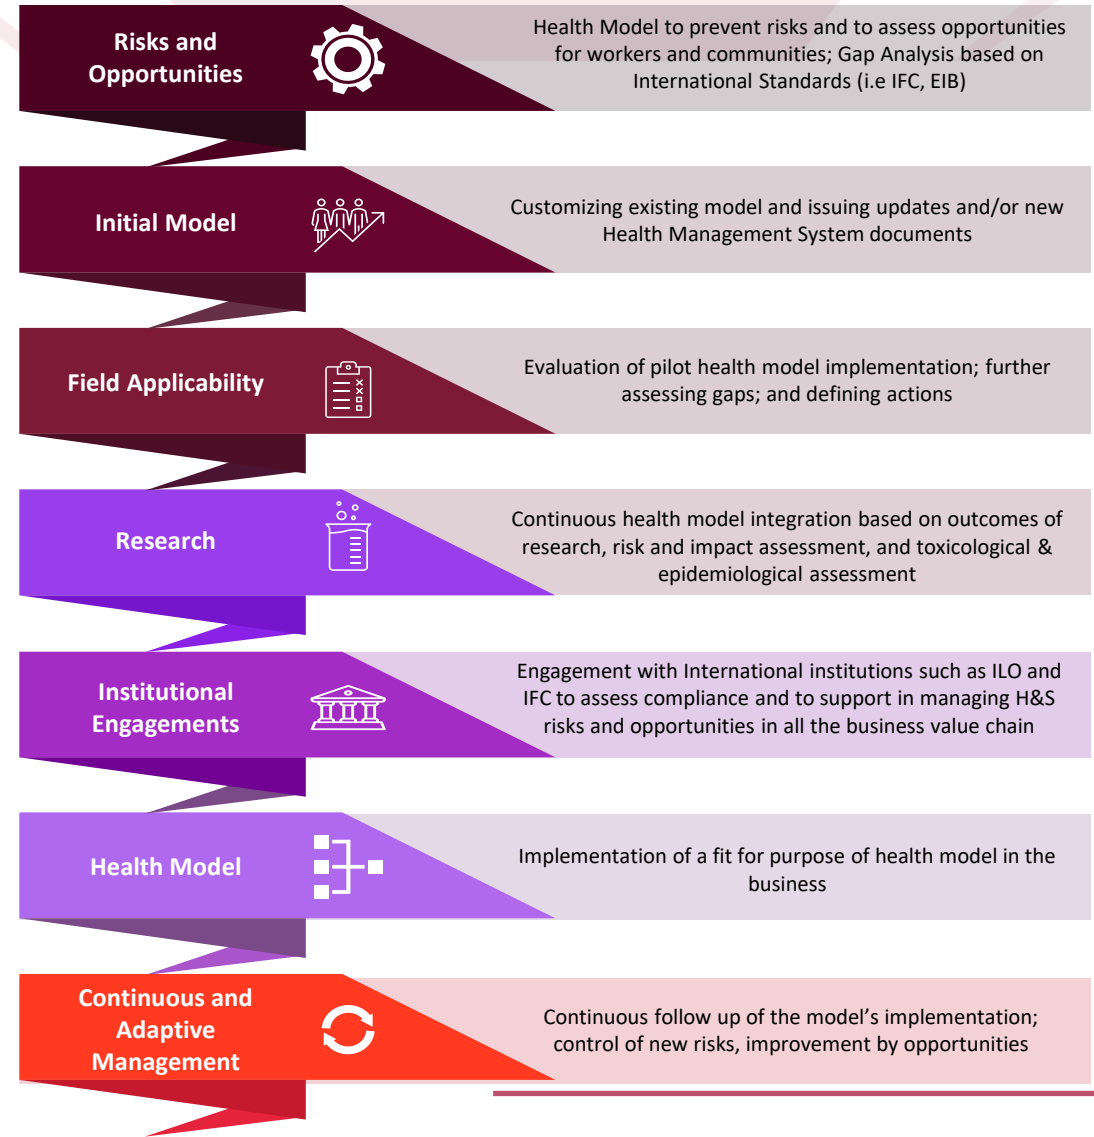 Risks and
Opportunities
Health Model to prevent risks and to assess opportunities
for workers and communities; Gap Analysis based on
International Standards (i.e IFC, EIB)
Initial Model
Customizing existing model and issuing updates and/or new
Health Management System documents
Field Applicability
Evaluation of pilot health model implementation; further
assessing gaps; and defining actions
Research
Continuous health model integration based on outcomes of
research, risk and impact assessment, and toxicological &
epidemiological assessment
Institutional
Engagements
Engagement with International institutions such as ILO and
IFC to assess compliance and to support in managing H&S
risks and opportunities in all the business value chain
Health Model
Implementation of a fit for purpose of health model in the
business
Continuous and
Adaptive
Management
Continuous follow up of the model’s implementation;
control of new risks, improvement by opportunities